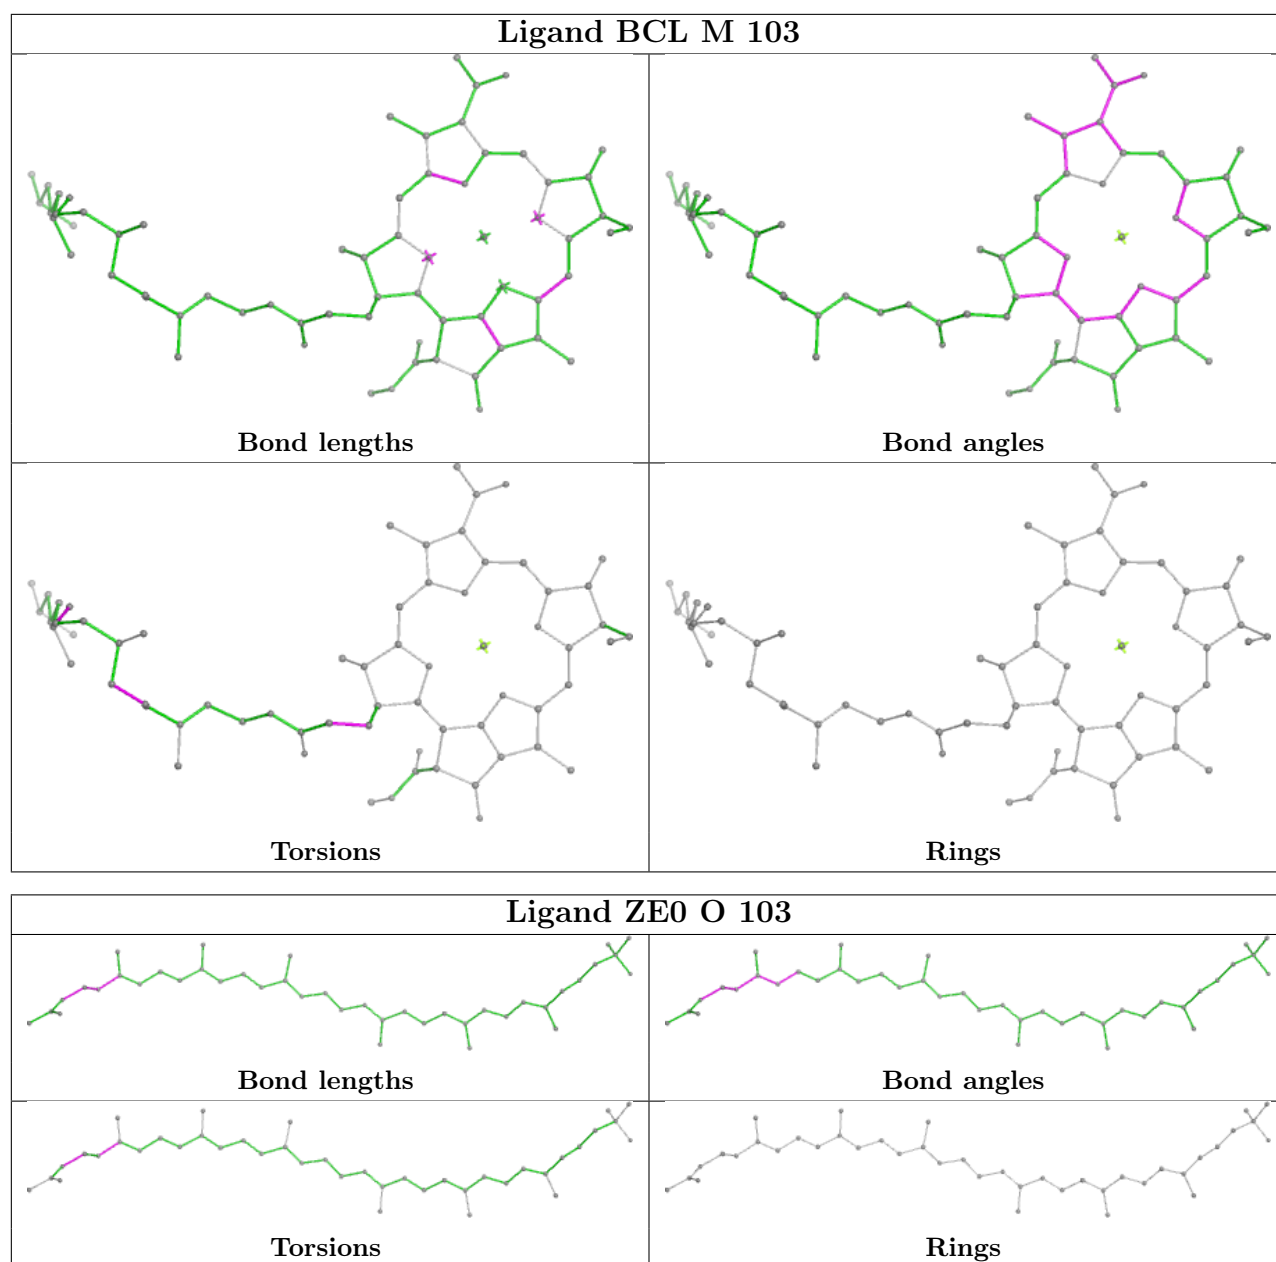 Ligand BCL M 103
Bond lengths
Bond angles
Torsions
Rings
Ligand ZE0 O 103
Bond lengths
Bond angles
Torsions
Rings